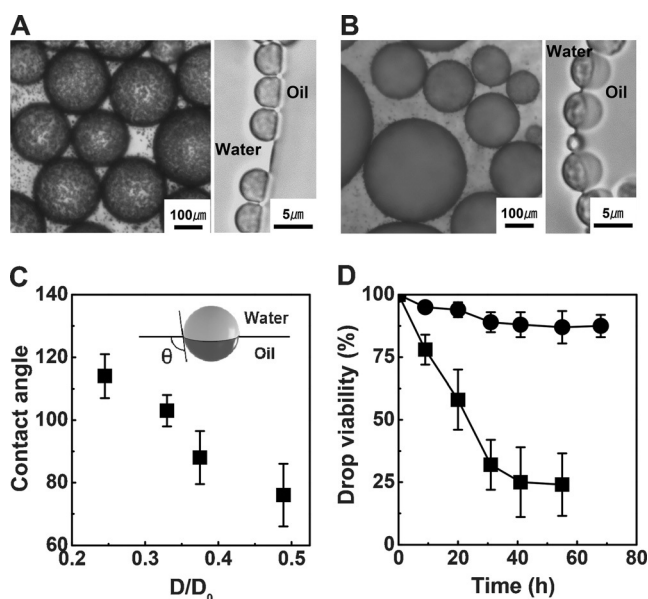 A
B
Water
Oil
Water
100㎛
5㎛
Water
Oil
100㎛
5㎛
C
D
140
120
100
80
60
0.2
0.3
0.4
0.5
Contact angle
D/D₀
Water
Oil
θ
100
75
50
25
0
0
20
40
60
80
Drop viability (%)
Time (h)